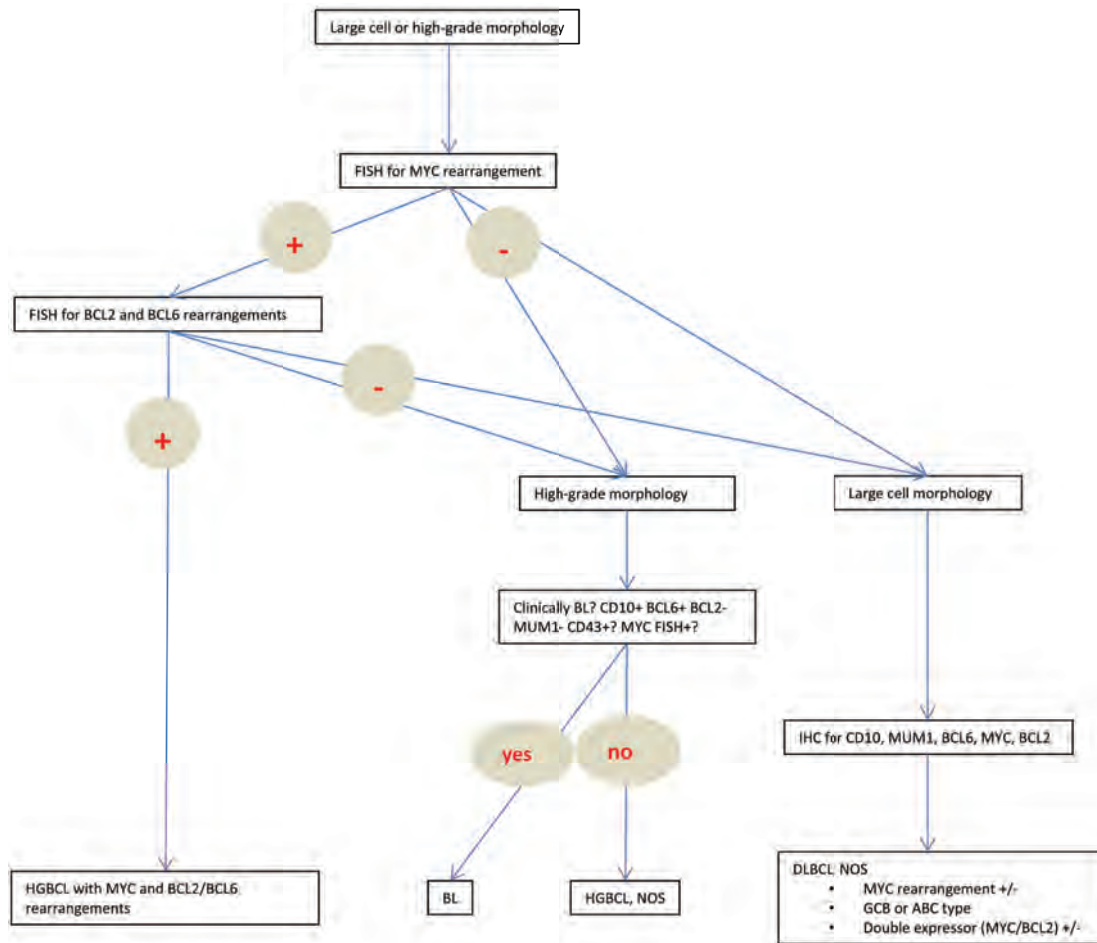 Large cell or high-grade morphology
FISH for MYC rearrangement
+
-
FISH for BCL2 and BCL6 rearrangements
-
+
High-grade morphology
Large cell morphology
Clinically BL? CD10+ BCL6+ BCL2-
MUM1- CD43+? MYC FISH+?
IHC for CD10, MUM1, BCL6, MYC, BCL2
yes
no
HGBCL with MYC and BCL2/BCL6
rearrangements
BL
HGBCL, NOS
DLBCL NOS
• MYC rearrangement +/-
• GCB or ABC type
• Double expressor (MYC/BCL2) +/-